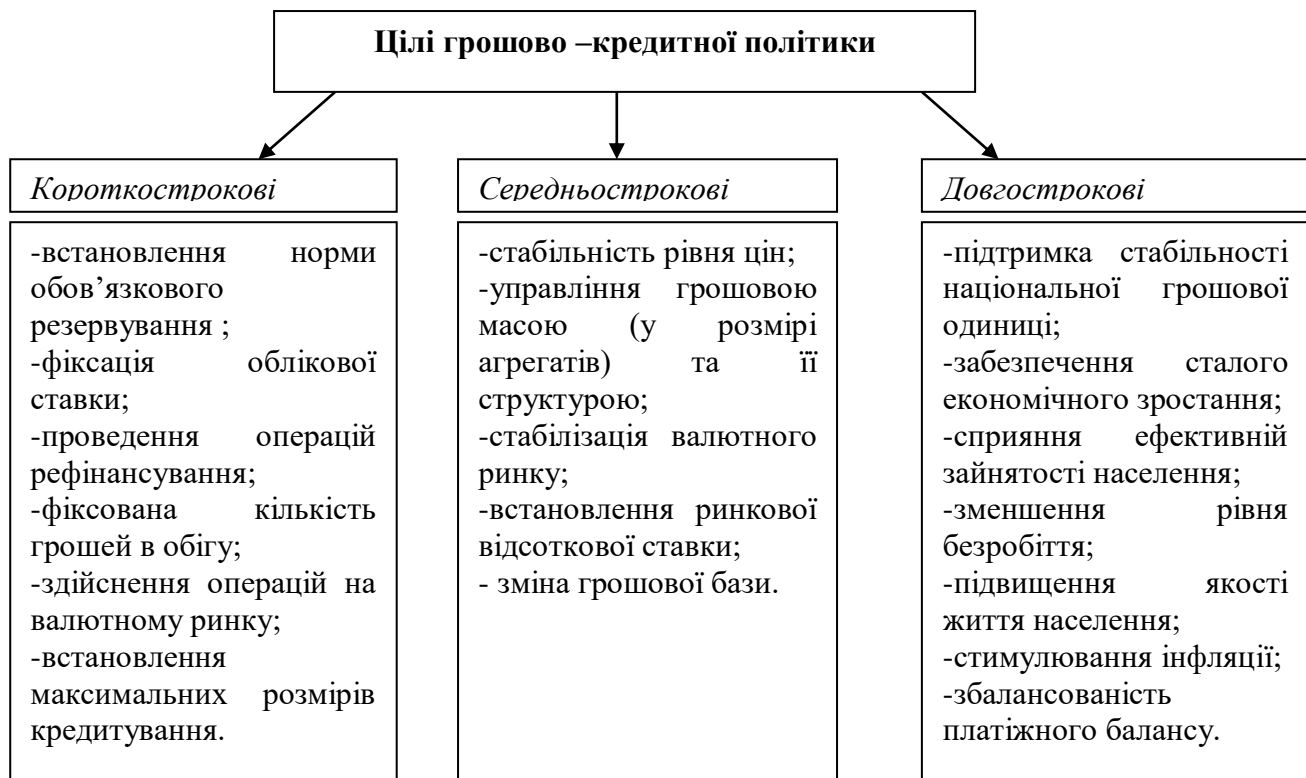 Цілі грошово –кредитної політики
Короткострокові
-встановлення норми
обов’язкового
резервування ;
-фіксація облікової
ставки;
-проведення операцій
рефінансування;
-фіксована кількість
грошей в обігу;
-здійснення операцій на
валютному ринку;
-встановлення
максимальних розмірів
кредитування.
Середньострокові
-стабільність рівня цін;
-управління грошовою
масою (у розмірі
агрегатів) та її
структурою;
-стабілізація валютного
ринку;
-встановлення ринкової
відсоткової ставки;
- зміна грошової бази.
Довгострокові
-підтримка стабільності
національної грошової
одиниці;
-забезпечення сталого
економічного зростання;
-сприяння ефективній
зайнятості населення;
-зменшення рівня
безробіття;
-підвищення якості
життя населення;
-стимулювання інфляції;
-збалансованість
платіжного балансу.